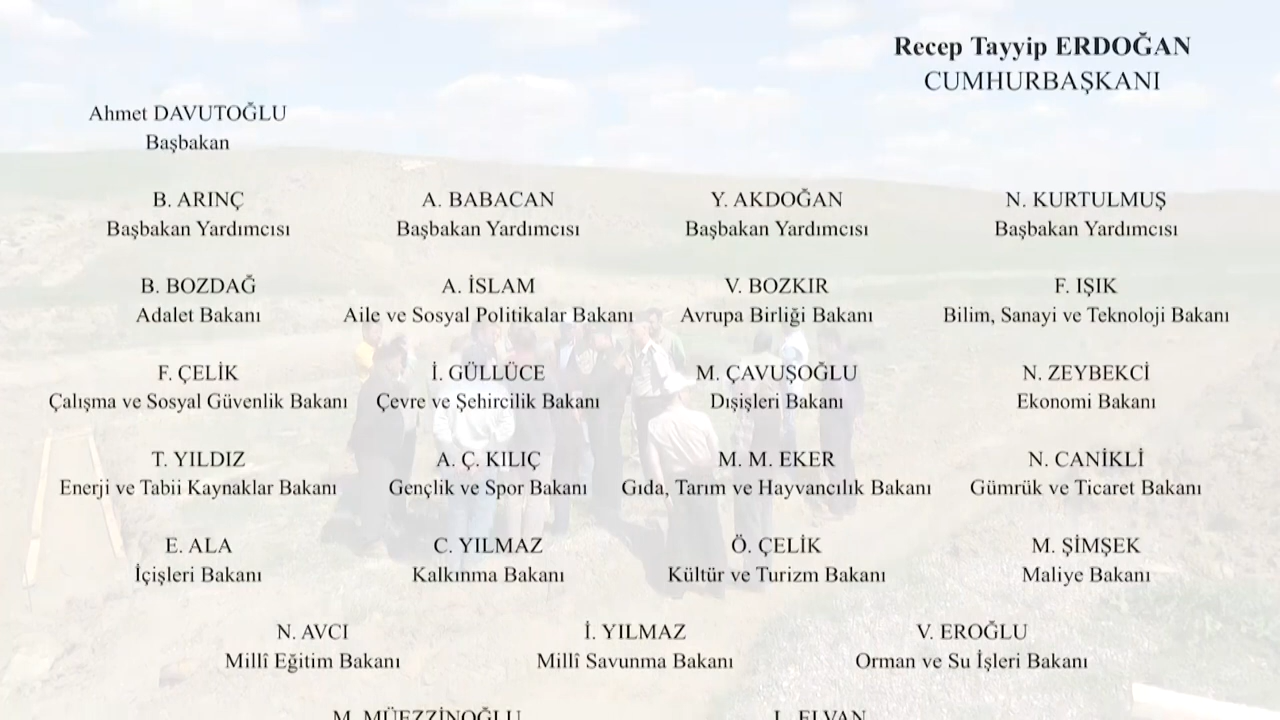 Recep Tayyip ERDOĞAN
CUMHURBAŞKANI
Ahmet DAVUTOĞLU
Başbakan
B. ARINÇ A. BABACAN Y. AKDOĞAN N. KURTULMUŞ
Başbakan Yardımcısı Başbakan Yardımcısı Başbakan Yardımcısı Başbakan Yardımcısı
B. BOZDAĞ A. İSLAM V. BOZKIR F. IŞIK
Adalet Bakanı Aile ve Sosyal Politikalar Bakanı Avrupa Birliği Bakanı Bilim, Sanayi ve Teknoloji Bakanı
F. ÇELİK İ. GÜLLÜCE M. ÇAVUŞOĞLU N. ZEYBEKCİ
Çalışma ve Sosyal Güvenlik Bakanı Çevre ve Şehircilik Bakanı Dışişleri Bakanı Ekonomi Bakanı
T. YILDIZ A. Ç. KILIÇ M. M. EKER N. CANİKLİ
Enerji ve Tabii Kaynaklar Bakanı Gençlik ve Spor Bakanı Gıda, Tarım ve Hayvancılık Bakanı Gümrük ve Ticaret Bakanı
E. ALA C. YILMAZ Ö. ÇELİK M. ŞİMŞEK
İçişleri Bakanı Kalkınma Bakanı Kültür ve Turizm Bakanı Maliye Bakanı
N. AVCI İ. YILMAZ V. EROĞLU
Millî Eğitim Bakanı Millî Savunma Bakanı Orman ve Su İşleri Bakanı
M. MÜEZZİNOĞLU L. ELVAN